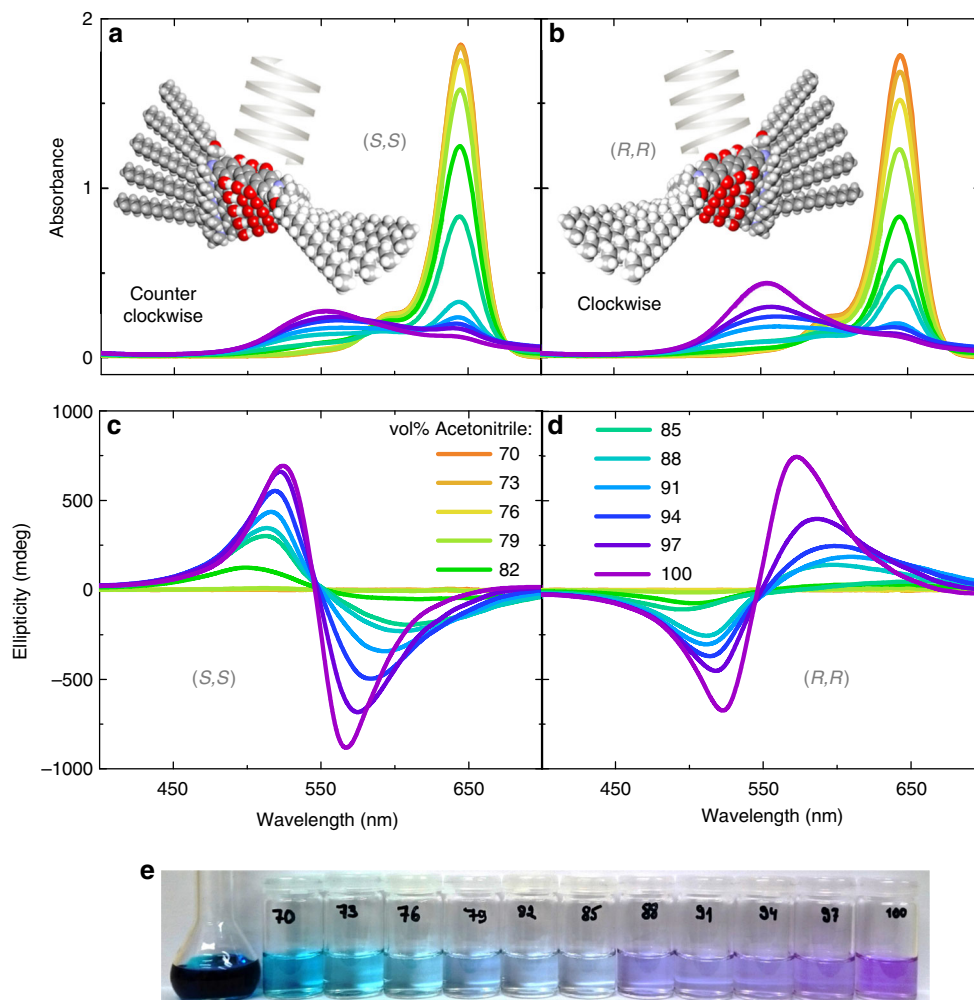 a
b
2
1
0
Absorbance
(S,S)
(R,R)
Counter
clockwise
Clockwise
c
d
1000
500
0
−500
−1000
Ellipticity (mdeg)
vol% Acetonitrile:
70
73
76
79
82
85
88
91
94
97
100
(S,S)
(R,R)
450 550 650
450 550 650
Wavelength (nm)
Wavelength (nm)
e
70 73 76 79 82 85 88 91 94 97 100